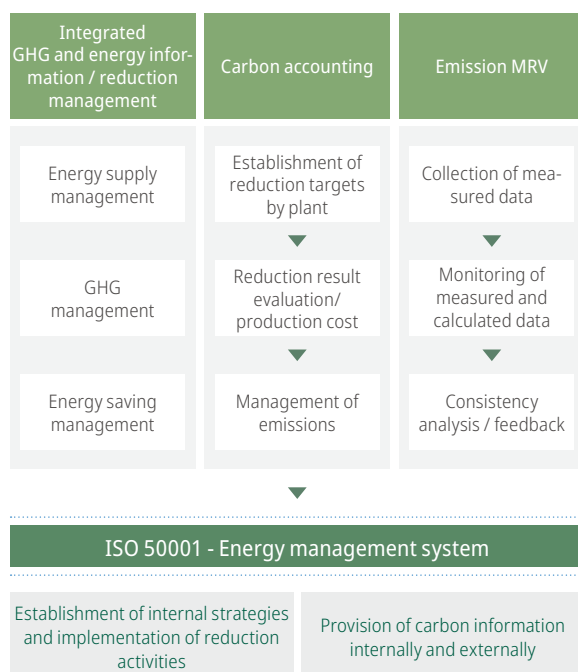 Integrated
GHG and energy infor-
mation / reduction
management
Carbon accounting
Emission MRV
Energy supply
management
GHG
management
Energy saving
management
Establishment of
reduction targets
by plant
Reduction result
evaluation/
production cost
Management of
emissions
Collection of mea-
sured data
Monitoring of
measured and
calculated data
Consistency
analysis / feedback
ISO 50001 - Energy management system
Establishment of internal strategies
and implementation of reduction
activities
Provision of carbon information
internally and externally